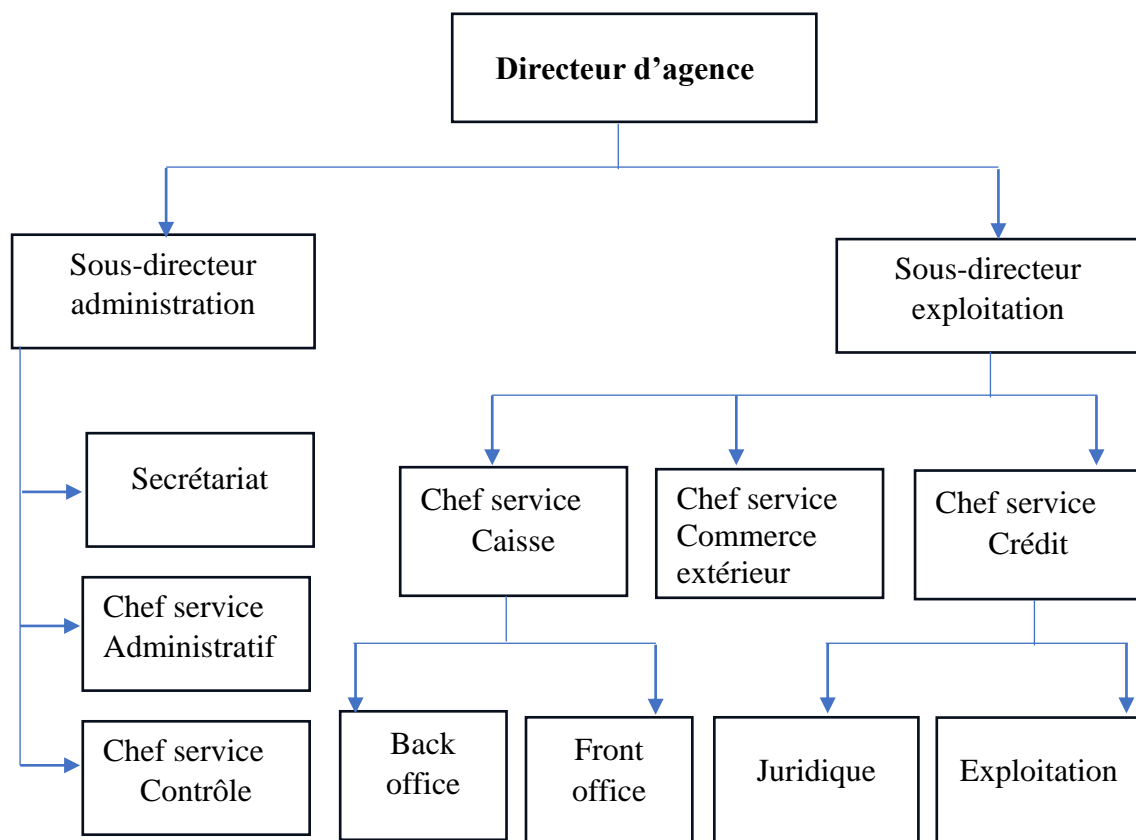 Directeur d’agence
Sous-directeur
administration
Sous-directeur
exploitation
Secrétariat
Chef service
Administratif
Chef service
Contrôle
Chef service
Caisse
Chef service
Commerce
extérieur
Chef service
Crédit
Back
office
Front
office
Juridique
Exploitation